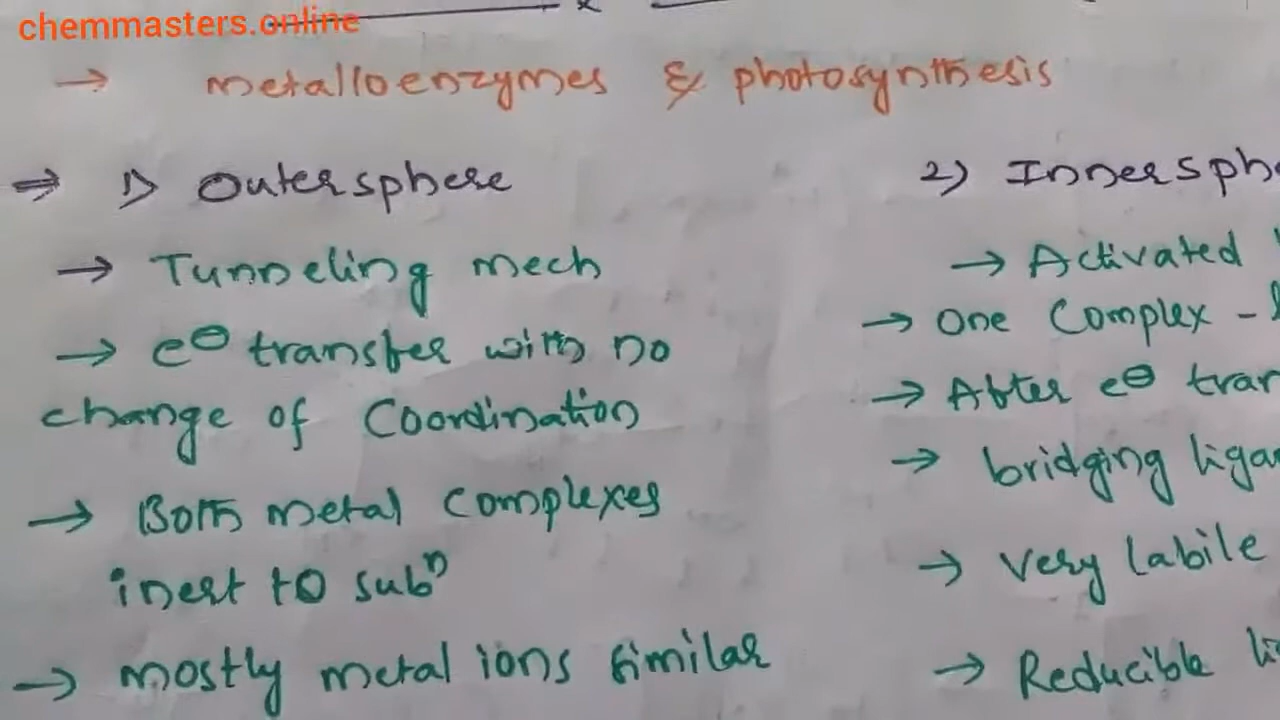 chemmasters.online
→ metalloenzymes & photosynthesis
⇒ 1) Outersphere
→ Tunneling mech
→ e⊖ transfer with no
change of Coordination
→ Both metal complexes
inert to subⁿ
→ mostly metal ions similar
2) Innersph
→ Activated
→ One Complex -
→ After e⊖ tran
→ bridging liga
→ very labile
→ Reducible li